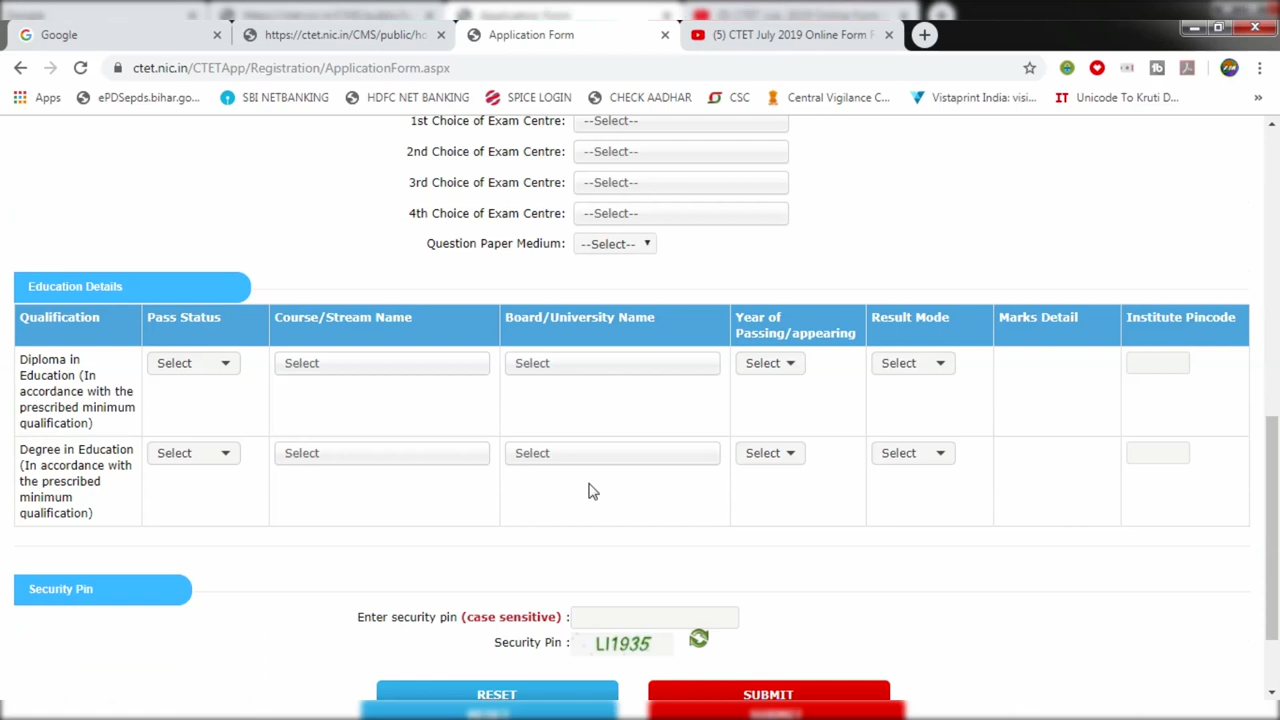 Google
https://ctet.nic.in/CMS/public/ho
Application Form
(5) CTET July 2019 Online Form F
ctet.nic.in/CTETApp/Registration/ApplicationForm.aspx
Apps
ePDSepds.bihar.go...
SBI NETBANKING
HDFC NET BANKING
SPICE LOGIN
CHECK AADHAR
CSC
Central Vigilance C...
Vistaprint India: visi...
IT Unicode To Kruti D...
»
1st Choice of Exam Centre: --Select--
2nd Choice of Exam Centre: --Select--
3rd Choice of Exam Centre: --Select--
4th Choice of Exam Centre: --Select--
Question Paper Medium: --Select--
Education Details
Qualification
Pass Status
Course/Stream Name
Board/University Name
Year of
Passing/appearing
Result Mode
Marks Detail
Institute Pincode
Diploma in
Education (In
accordance with the
prescribed minimum
qualification)
Select
Select
Select
Select
Select
Degree in Education
(In accordance with
the prescribed
minimum
qualification)
Select
Select
Select
Select
Select
Security Pin
Enter security pin (case sensitive) :
Security Pin : LI1935
RESET
SUBMIT